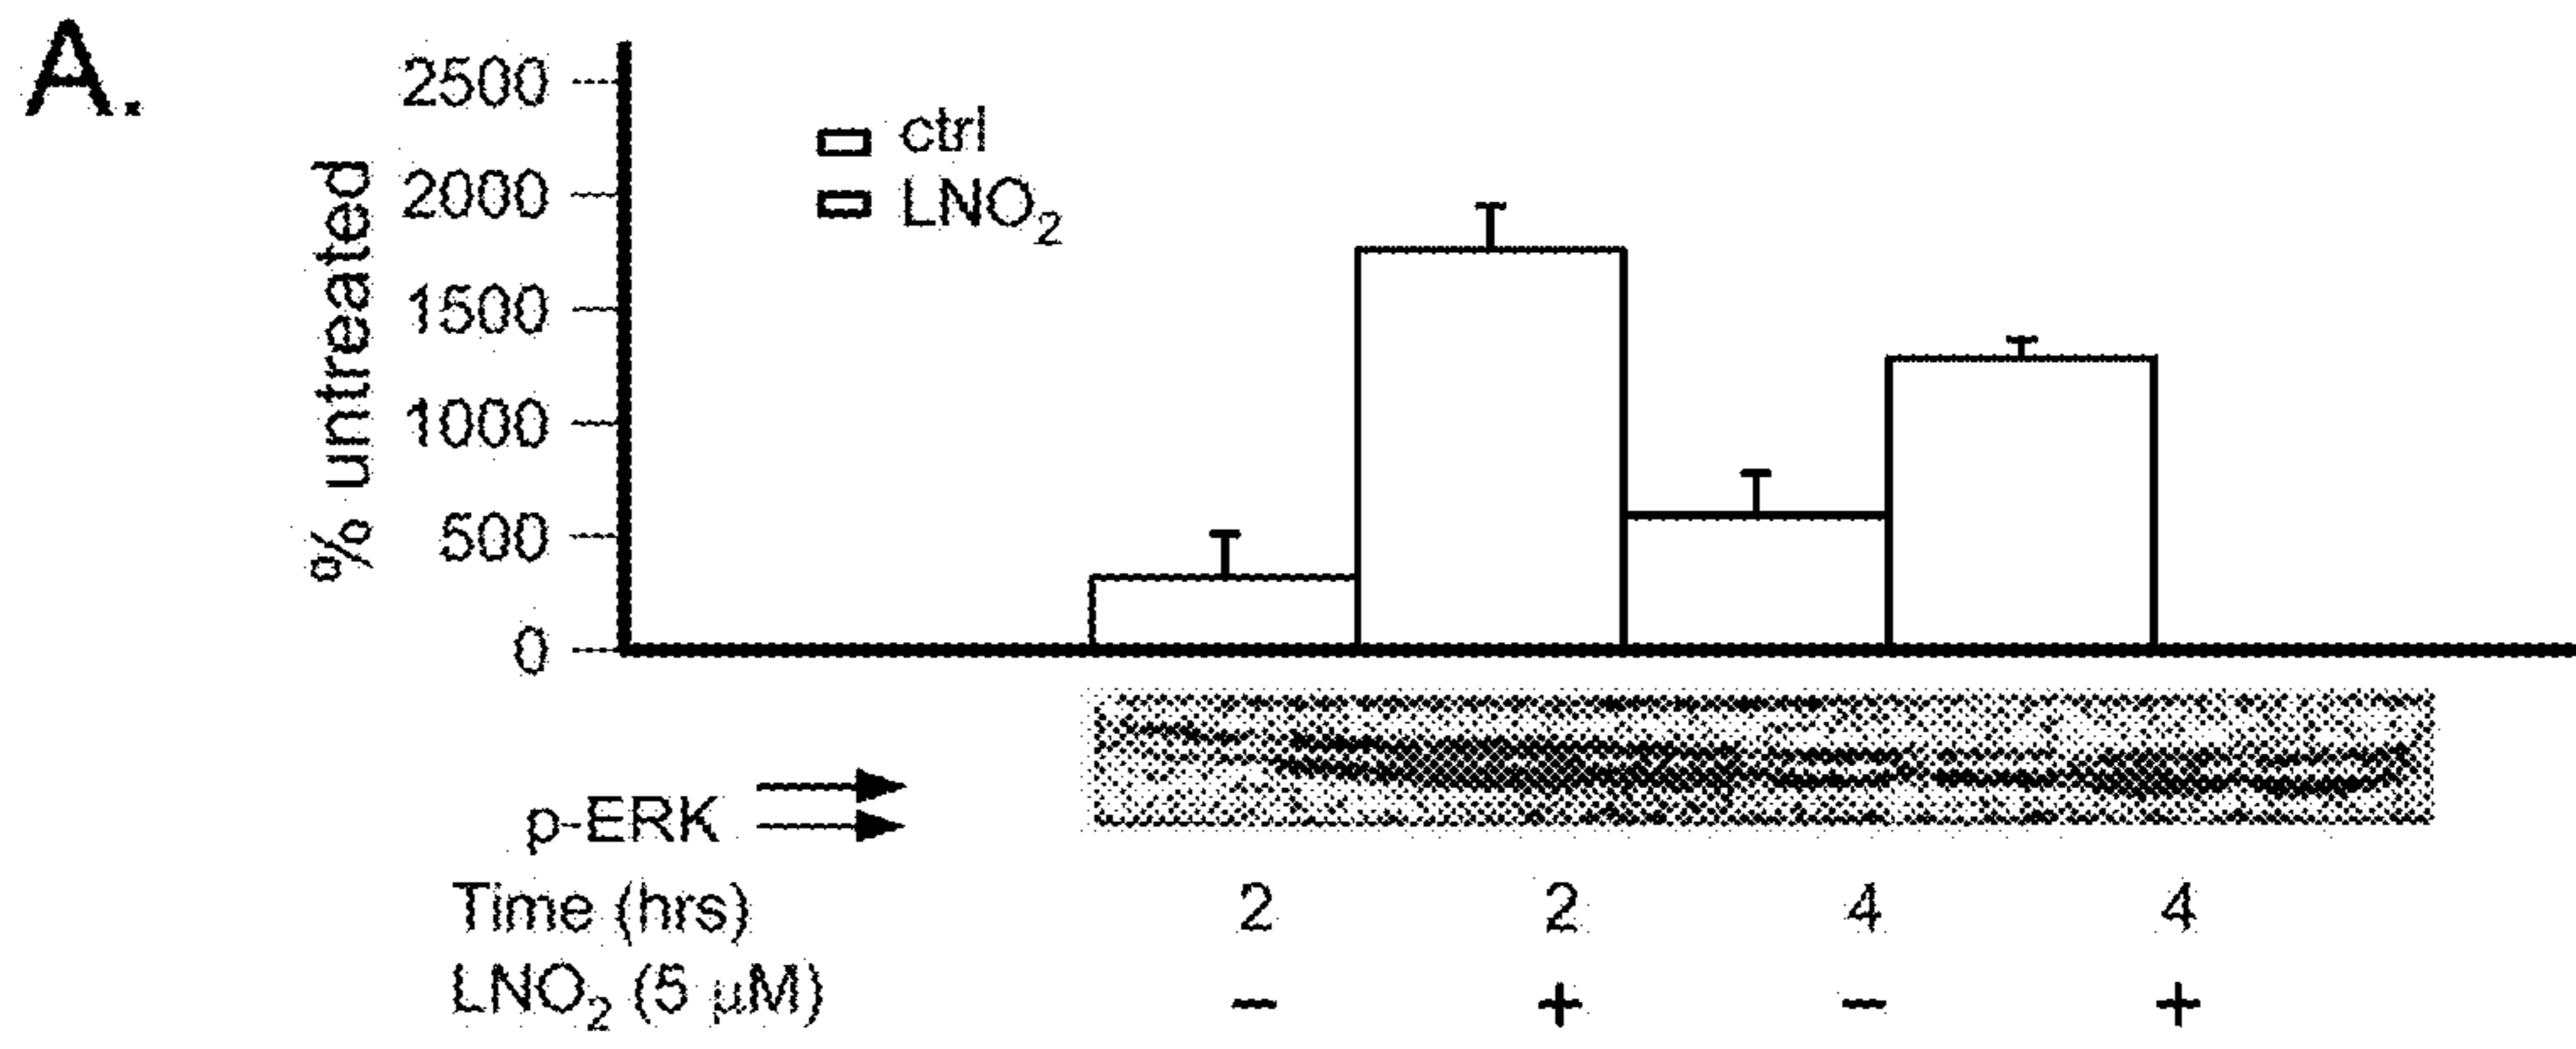 A.
% untreated
2500
2000
1500
1000
500
0
ctrl
LNO₂
p-ERK
Time (hrs) 2 2 4 4
LNO₂ (5 µM) − + − +